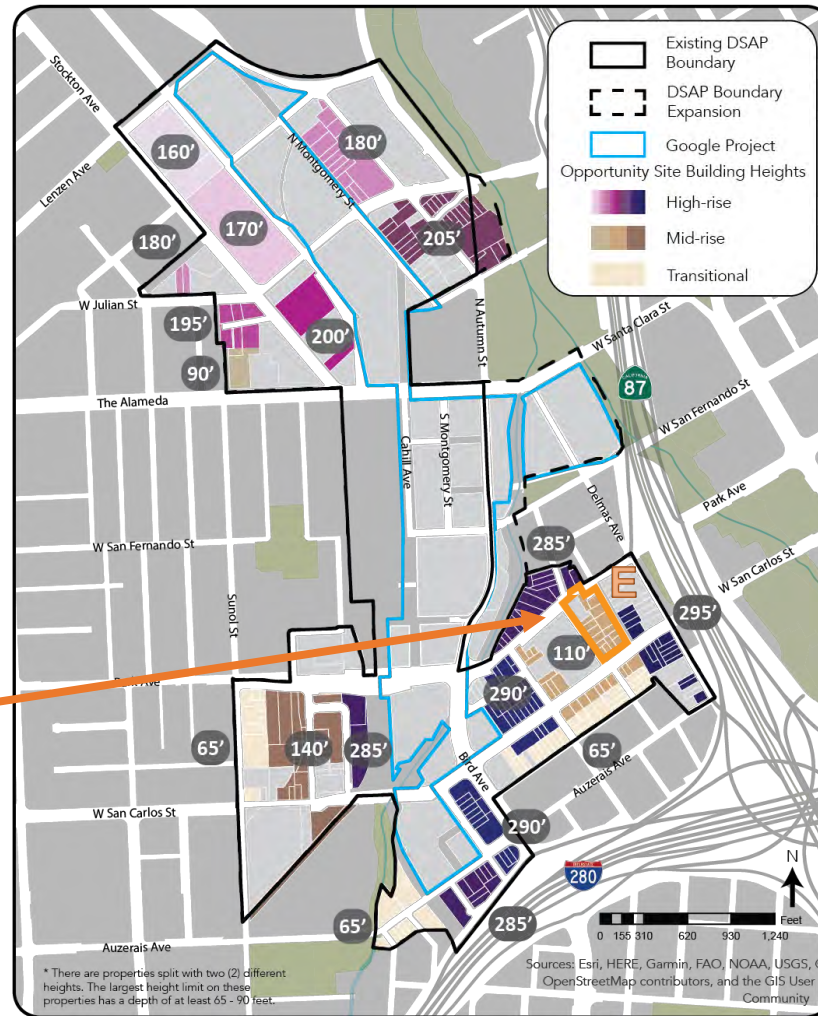 Existing DSAP
Boundary
DSAP Boundary
Expansion
Google Project
Opportunity Site Building Heights
High-rise
Mid-rise
Transitional
Stockton Ave
Lenzen Ave
N Montgomery St
160'
180'
170'
205'
180'
W Julian St
195'
200'
90'
N Autumn St
W Santa Clara St
CALIFORNIA
87
The Alameda
W San Fernando St
Cahill Ave
S Montgomery St
Park Ave
Delmas Ave
W San Fernando St
W San Carlos St
Sunol St
285'
E
295'
110'
290'
65'
140'
285'
65'
Bird Ave
Auzerais Ave
W San Carlos St
290'
280
N
65'
285'
Feet
0 155 310 620 930 1,240
Auzerais Ave
* There are properties split with two (2) different
heights. The largest height limit on these
properties has a depth of at least 65 - 90 feet.
Sources: Esri, HERE, Garmin, FAO, NOAA, USGS,
OpenStreetMap contributors, and the GIS User
Community